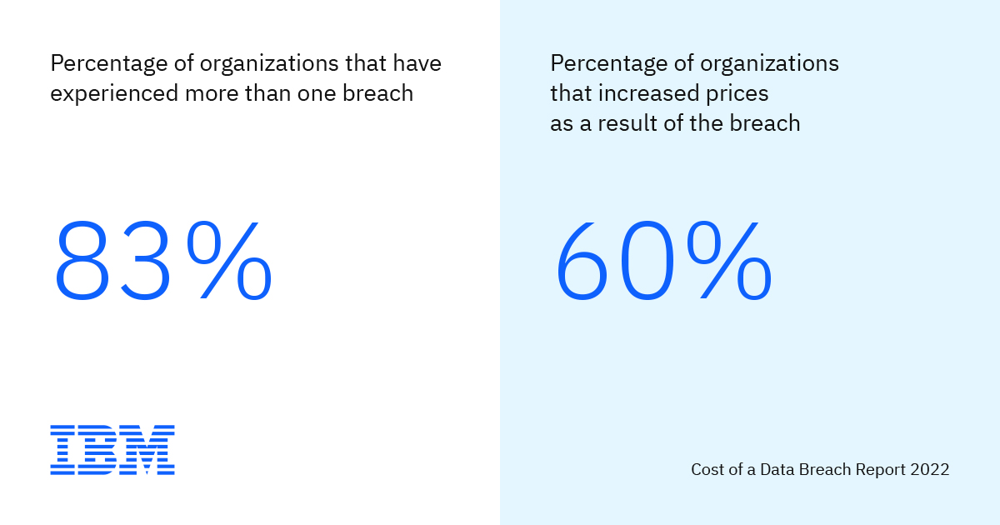 Percentage of organizations that have
experienced more than one breach
83%
IBM
Percentage of organizations
that increased prices
as a result of the breach
60%
Cost of a Data Breach Report 2022